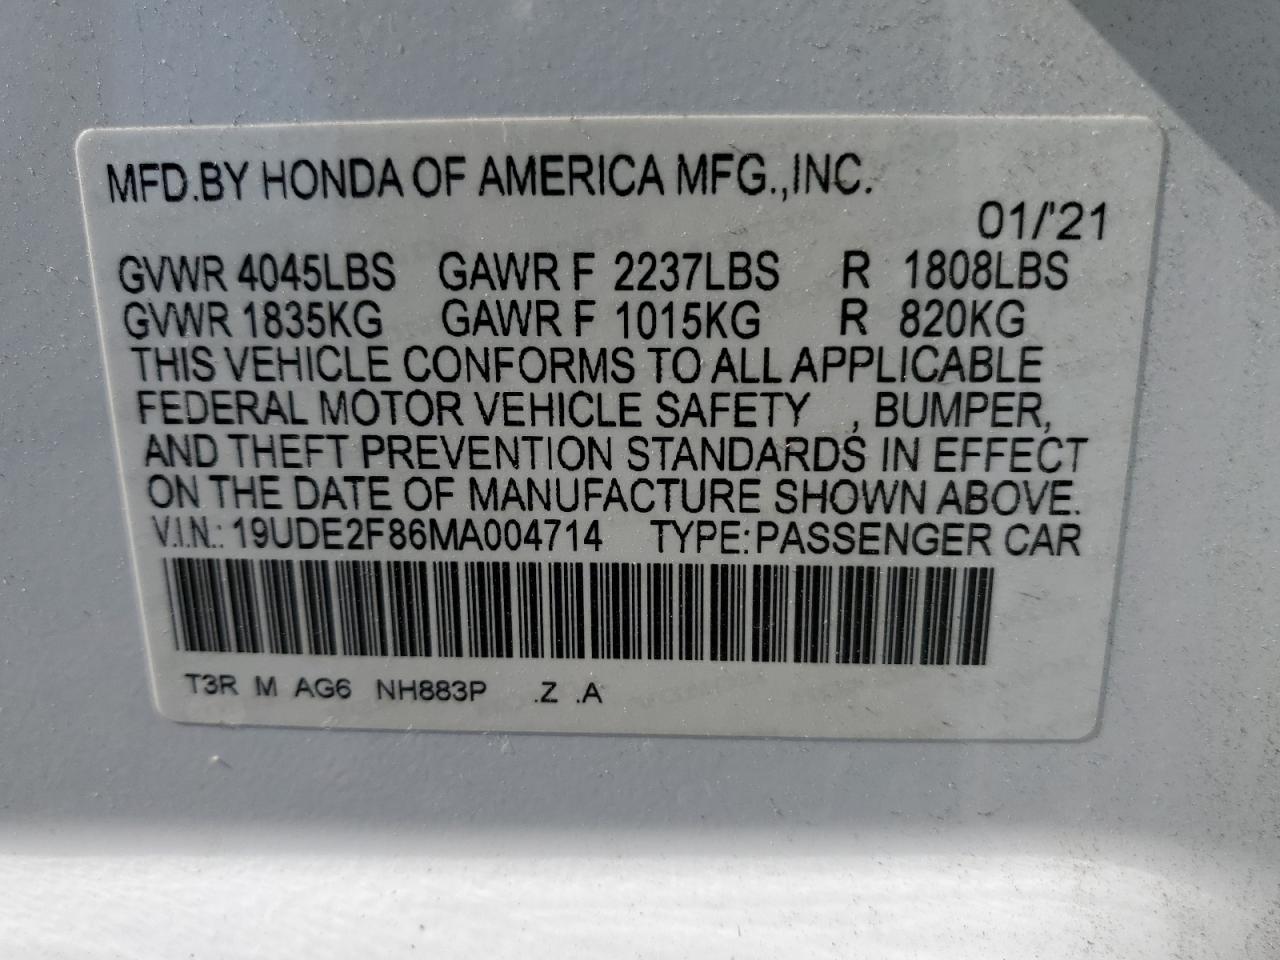 MFD.BY HONDA OF AMERICA MFG.,INC.
01/'21
GVWR 4045LBS GAWR F 2237LBS R 1808LBS
GVWR 1835KG GAWR F 1015KG R 820KG
THIS VEHICLE CONFORMS TO ALL APPLICABLE
FEDERAL MOTOR VEHICLE SAFETY , BUMPER,
AND THEFT PREVENTION STANDARDS IN EFFECT
ON THE DATE OF MANUFACTURE SHOWN ABOVE.
V.I.N.: 19UDE2F86MA004714 TYPE:PASSENGER CAR
T3R M AG6 NH883P .Z .A